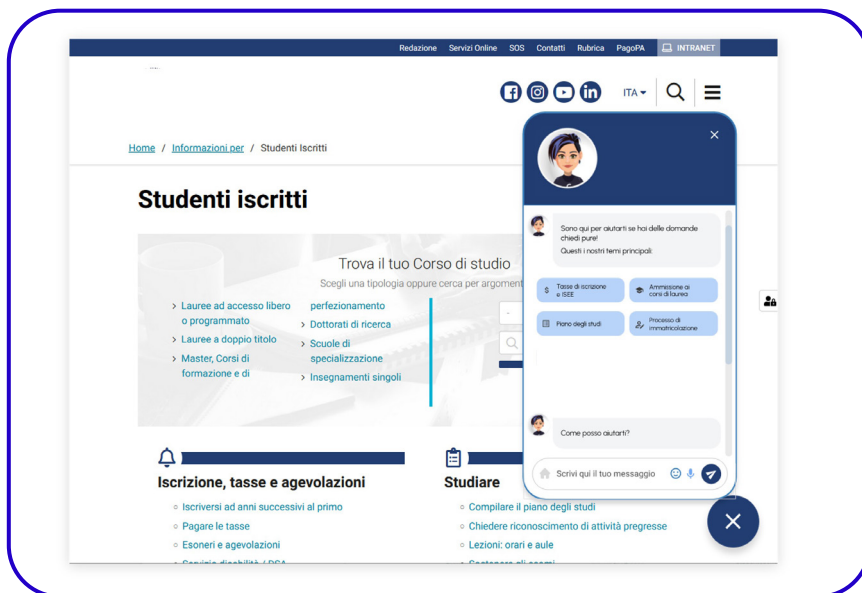 Redazione Servizi Online SOS Contatti Rubrica PagoPA INTRANET
ITA
Home / Informazioni per / Studenti Iscritti
Studenti iscritti
Trova il tuo Corso di studio
Scegli una tipologia oppure cerca per argoment
> Lauree ad accesso libero
o programmato
> Lauree a doppio titolo
> Master, Corsi di
formazione e di
perfezionamento
> Dottorati di ricerca
> Scuole di
specializzazione
> Insegnamenti singoli
Iscrizione, tasse e agevolazioni
Iscriversi ad anni successivi al primo
Pagare le tasse
Esoneri e agevolazioni
Studiare
Compilare il piano degli studi
Chiedere riconoscimento di attività pregresse
Lezioni: orari e aule
Sono qui per aiutarti se hai delle domande
chiedi pure!
Questi i nostri temi principali:
Tasse di iscrizione
e ISEE
Ammissione ai
corsi di laurea
Piano degli studi
Processo di
immatricolazione
Come posso aiutarti?
Scrivi qui il tuo messaggio